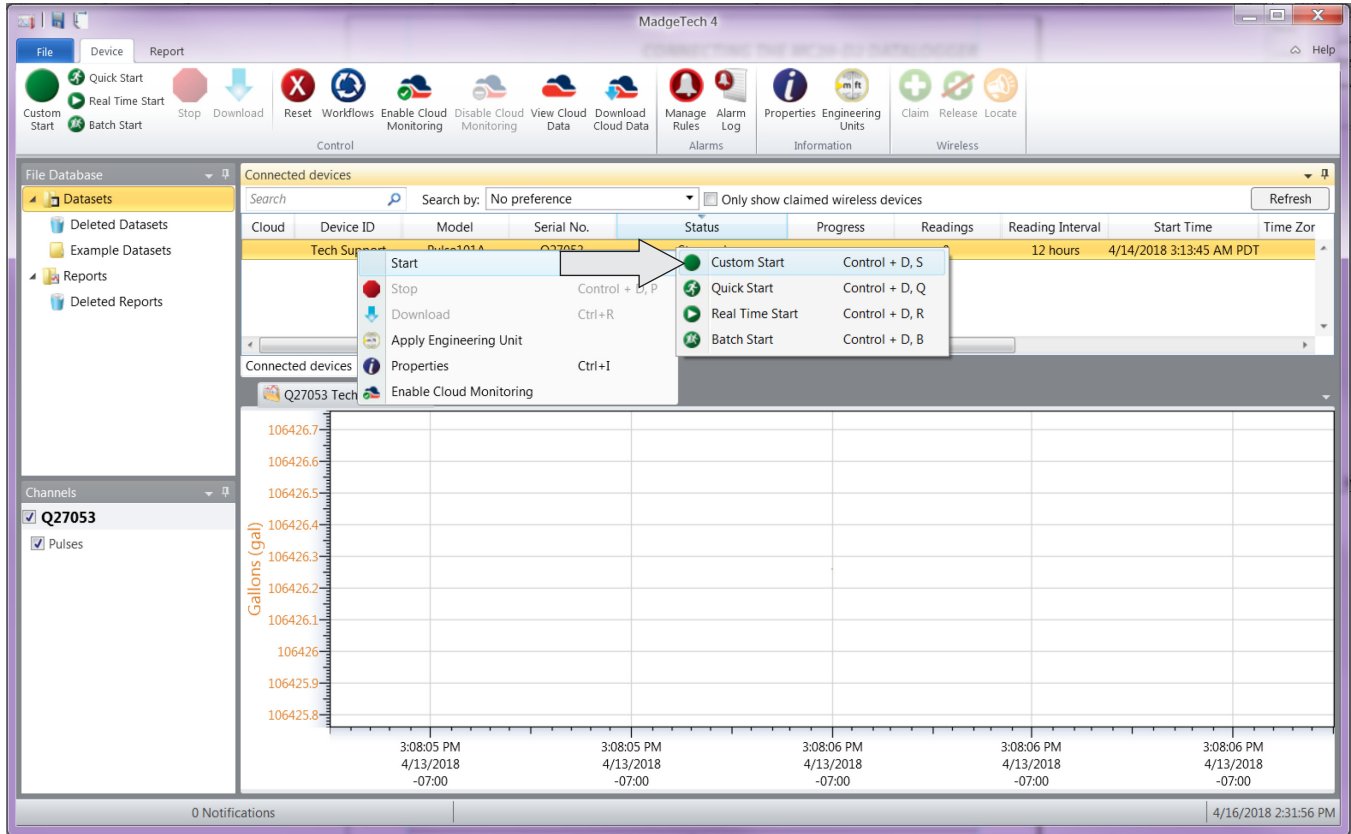 MadgeTech 4
File Device Report Help
Custom Start
Quick Start
Real Time Start
Batch Start
Stop
Download
Reset
Workflows
Enable Cloud Monitoring
Disable Cloud Monitoring
View Cloud Data
Download Cloud Data
Manage Rules
Alarm Log
Properties
Engineering Units
Claim
Release
Locate
Control
Alarms
Information
Wireless
File Database
Datasets
Deleted Datasets
Example Datasets
Reports
Deleted Reports
Connected devices
Search
Search by: No preference
Only show claimed wireless devices
Refresh
Cloud Device ID Model Serial No. Status Progress Readings Reading Interval Start Time Time Zon
Tech Support Pulse101A Q27053 12 hours 4/14/2018 3:13:45 AM PDT
Start
Stop Control + D, P
Download Ctrl+R
Apply Engineering Unit
Properties Ctrl+I
Enable Cloud Monitoring
Custom Start Control + D, S
Quick Start Control + D, Q
Real Time Start Control + D, R
Batch Start Control + D, B
Connected devices
Q27053 Tech
Channels
Q27053
Pulses
Gallons (gal)
106426.7
106426.6
106426.5
106426.4
106426.3
106426.2
106426.1
106426
106425.9
106425.8
3:08:05 PM 3:08:05 PM 3:08:06 PM 3:08:06 PM 3:08:06 PM
4/13/2018 4/13/2018 4/13/2018 4/13/2018 4/13/2018
-07:00 -07:00 -07:00 -07:00 -07:00
0 Notifications
4/16/2018 2:31:56 PM